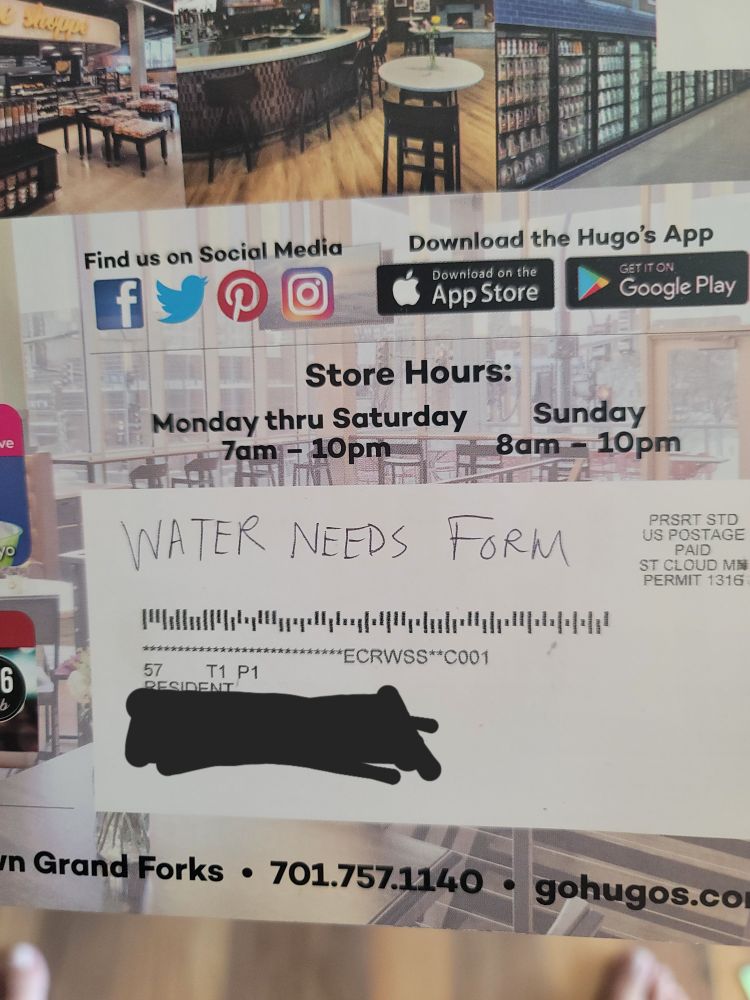 shoppe
Find us on Social Media
Download the Hugo's App
Download on the
App Store
GET IT ON
Google Play
Store Hours:
Monday thru Saturday
7am – 10pm
Sunday
8am – 10pm
WATER NEEDS FORM
PRSRT STD
US POSTAGE
PAID
ST CLOUD MN
PERMIT 1316
****************************ECRWSS**C001
57 T1 P1
RESIDENT
Grand Forks • 701.757.1140 • gohugos.co